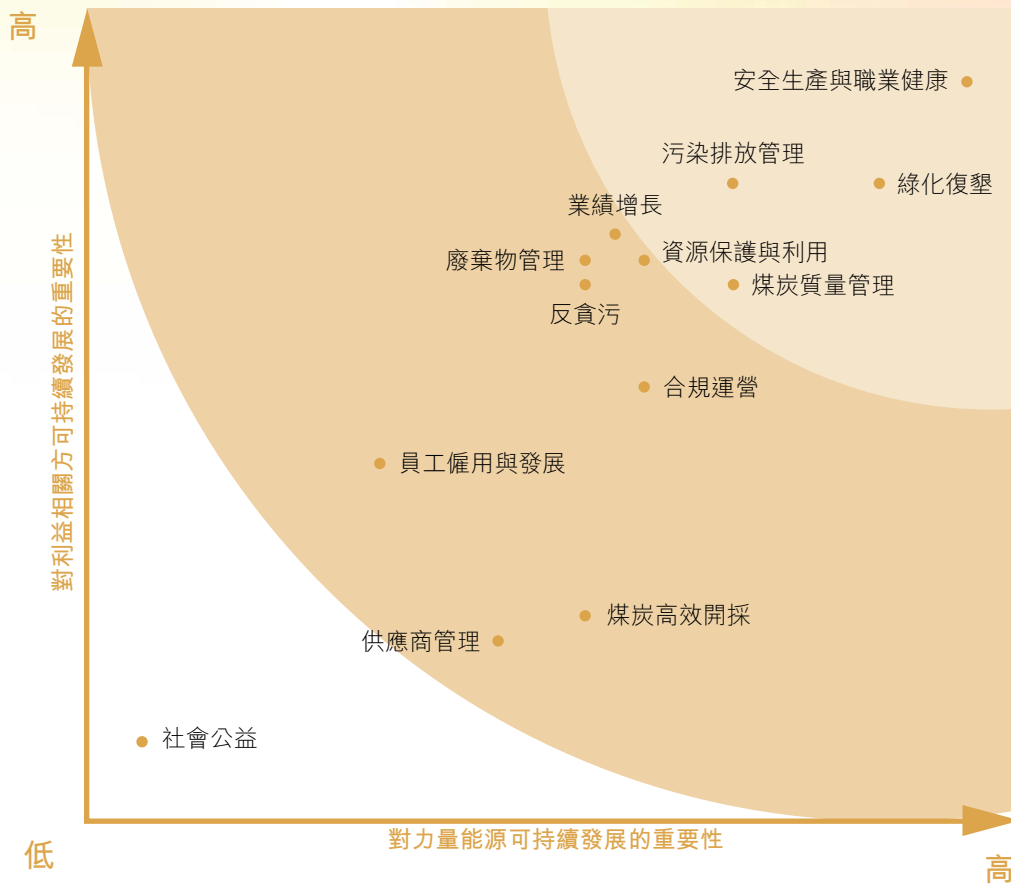 高
安全生產與職業健康
污染排放管理
綠化復墾
業績增長
資源保護與利用
廢棄物管理
煤炭質量管理
反貪污
合規運營
對利益相關方可持續發展的重要性
員工僱用與發展
煤炭高效開採
供應商管理
社會公益
對力量能源可持續發展的重要性
低
高